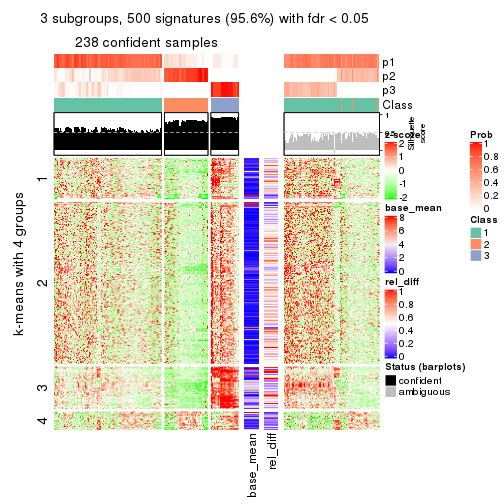 3 subgroups, 500 signatures (95.6%) with fdr < 0.05
238 confident samples
p1
p2
p3
Class
1
Silhouette
score
z-score
2
1
0
-1
-2
base_mean
8
6
4
2
0
rel_diff
1
0.8
0.6
0.4
0.2
0
Status (barplots)
confident
ambiguous
Prob
1
0.8
0.6
0.4
0.2
0
Class
1
2
3
k-means with 4 groups
1
2
3
4
base_mean
rel_diff